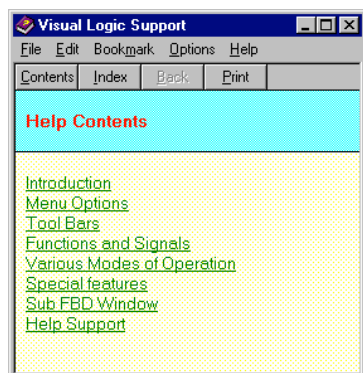 Visual Logic Support
File Edit Bookmark Options Help
Contents Index Back Print
Help Contents
Introduction
Menu Options
Tool Bars
Functions and Signals
Various Modes of Operation
Special features
Sub FBD Window
Help Support